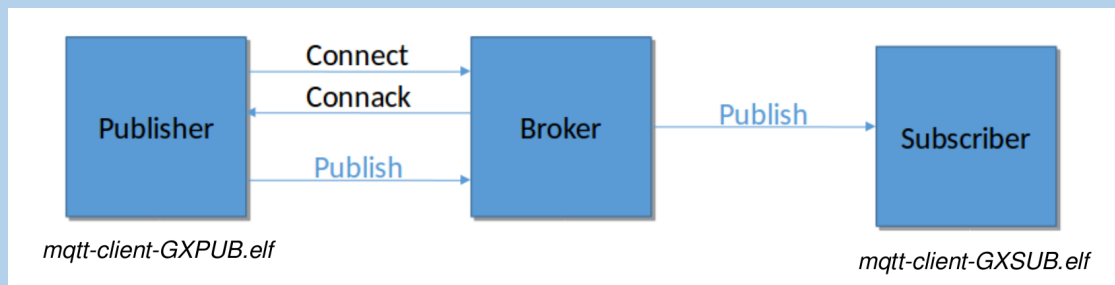 Connect
Connack
Publisher
Broker
Publish
Subscriber
Publish
mqtt-client-GXPUB.elf
mqtt-client-GXSUB.elf